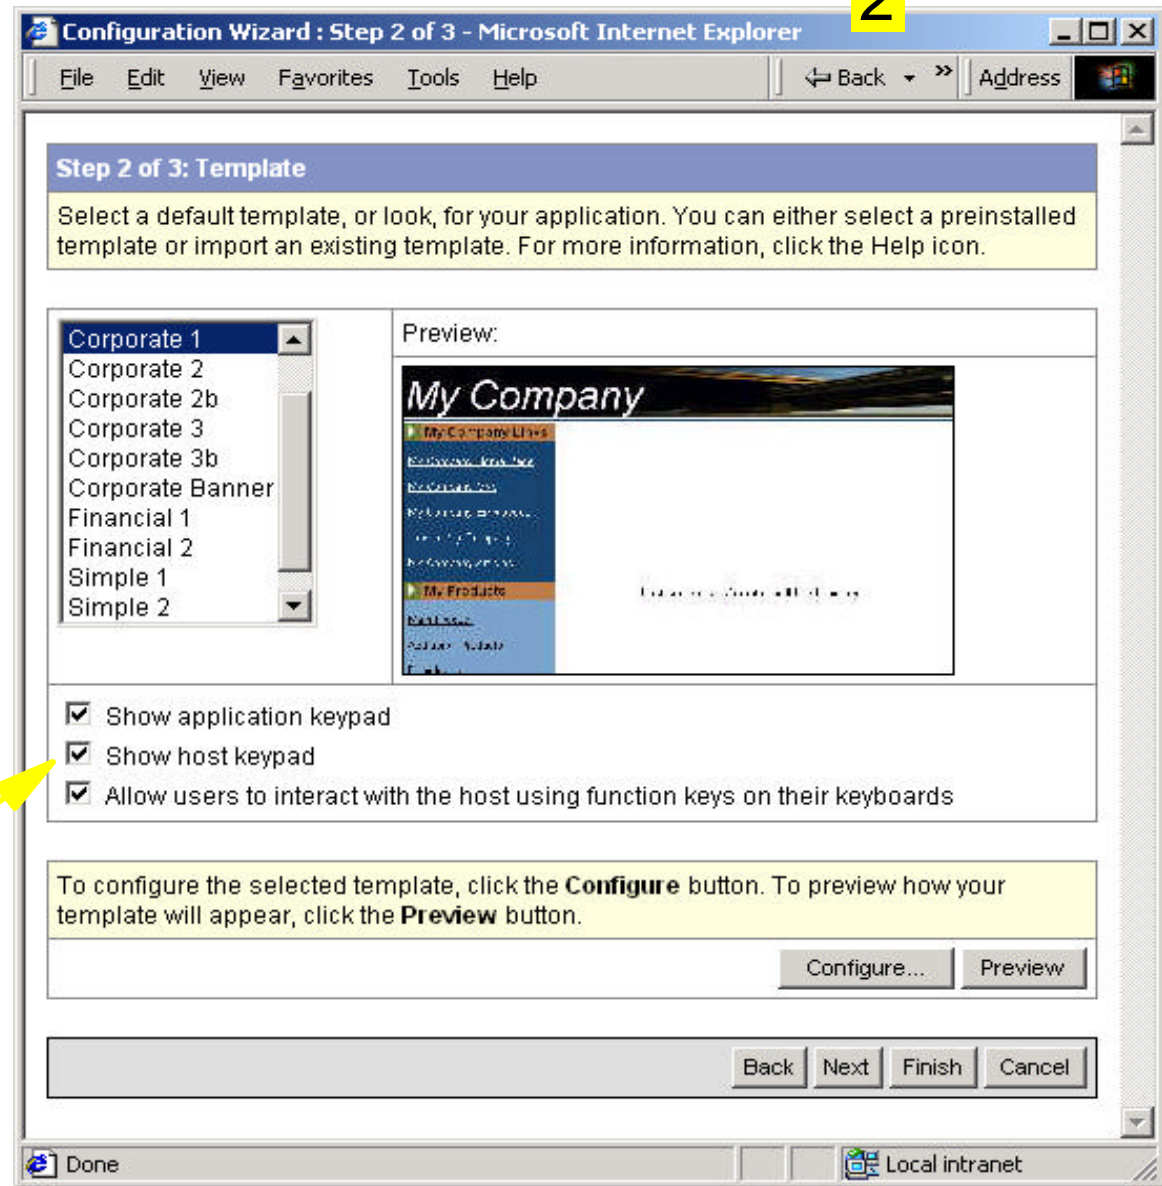 2
Configuration Wizard : Step 2 of 3 - Microsoft Internet Explorer
File Edit View Favorites Tools Help Back » Address
Step 2 of 3: Template
Select a default template, or look, for your application. You can either select a preinstalled
template or import an existing template. For more information, click the Help icon.
Corporate 1
Corporate 2
Corporate 2b
Corporate 3
Corporate 3b
Corporate Banner
Financial 1
Financial 2
Simple 1
Simple 2
Preview:
My Company
My Company Links
My Products
Show application keypad
Show host keypad
Allow users to interact with the host using function keys on their keyboards
To configure the selected template, click the Configure button. To preview how your
template will appear, click the Preview button.
Configure... Preview
Back Next Finish Cancel
Done Local intranet